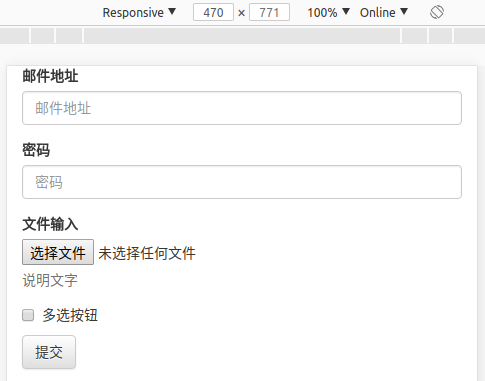 Responsive ▼ 470 × 771 100% ▼ Online ▼
邮件地址
邮件地址
密码
密码
文件输入
选择文件 未选择任何文件
说明文字
多选按钮
提交